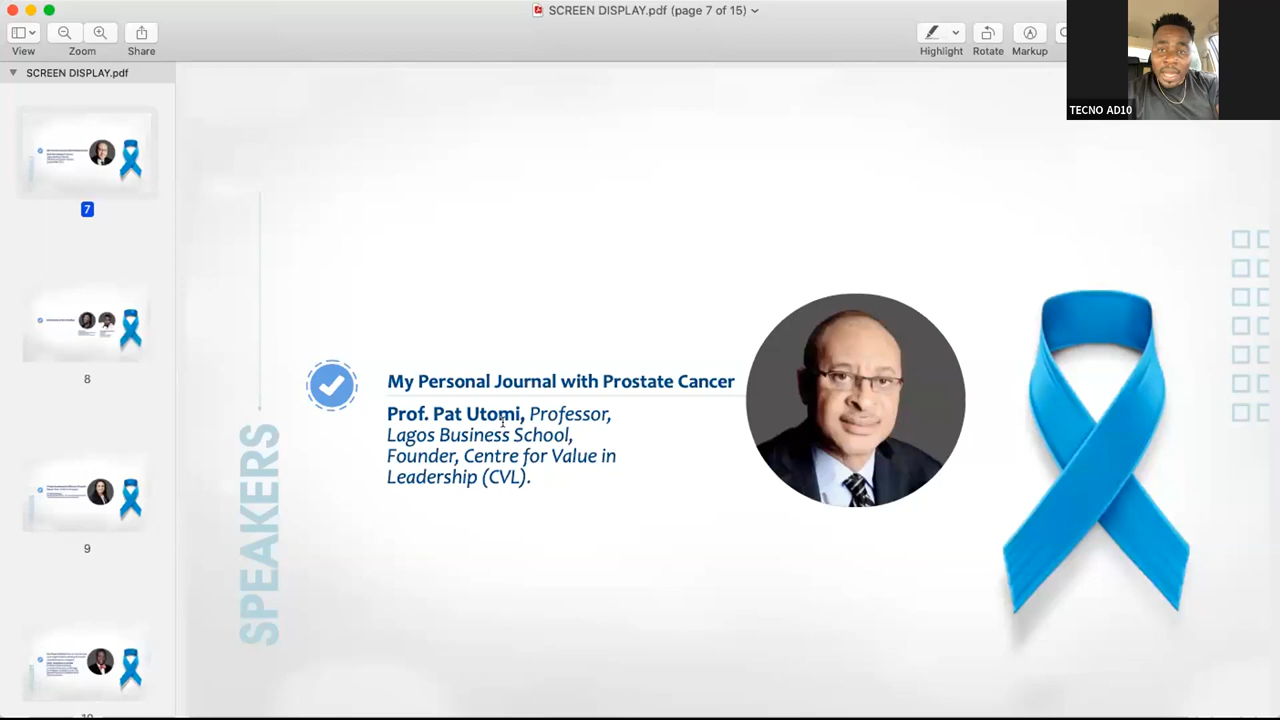 SCREEN DISPLAY.pdf (page 7 of 15)
View
Zoom
Share
Highlight
Rotate
Markup
TECNO AD10
SCREEN DISPLAY.pdf
7
8
9
10
SPEAKERS
My Personal Journal with Prostate Cancer
Prof. Pat Utomi, Professor,
Lagos Business School,
Founder, Centre for Value in
Leadership (CVL).